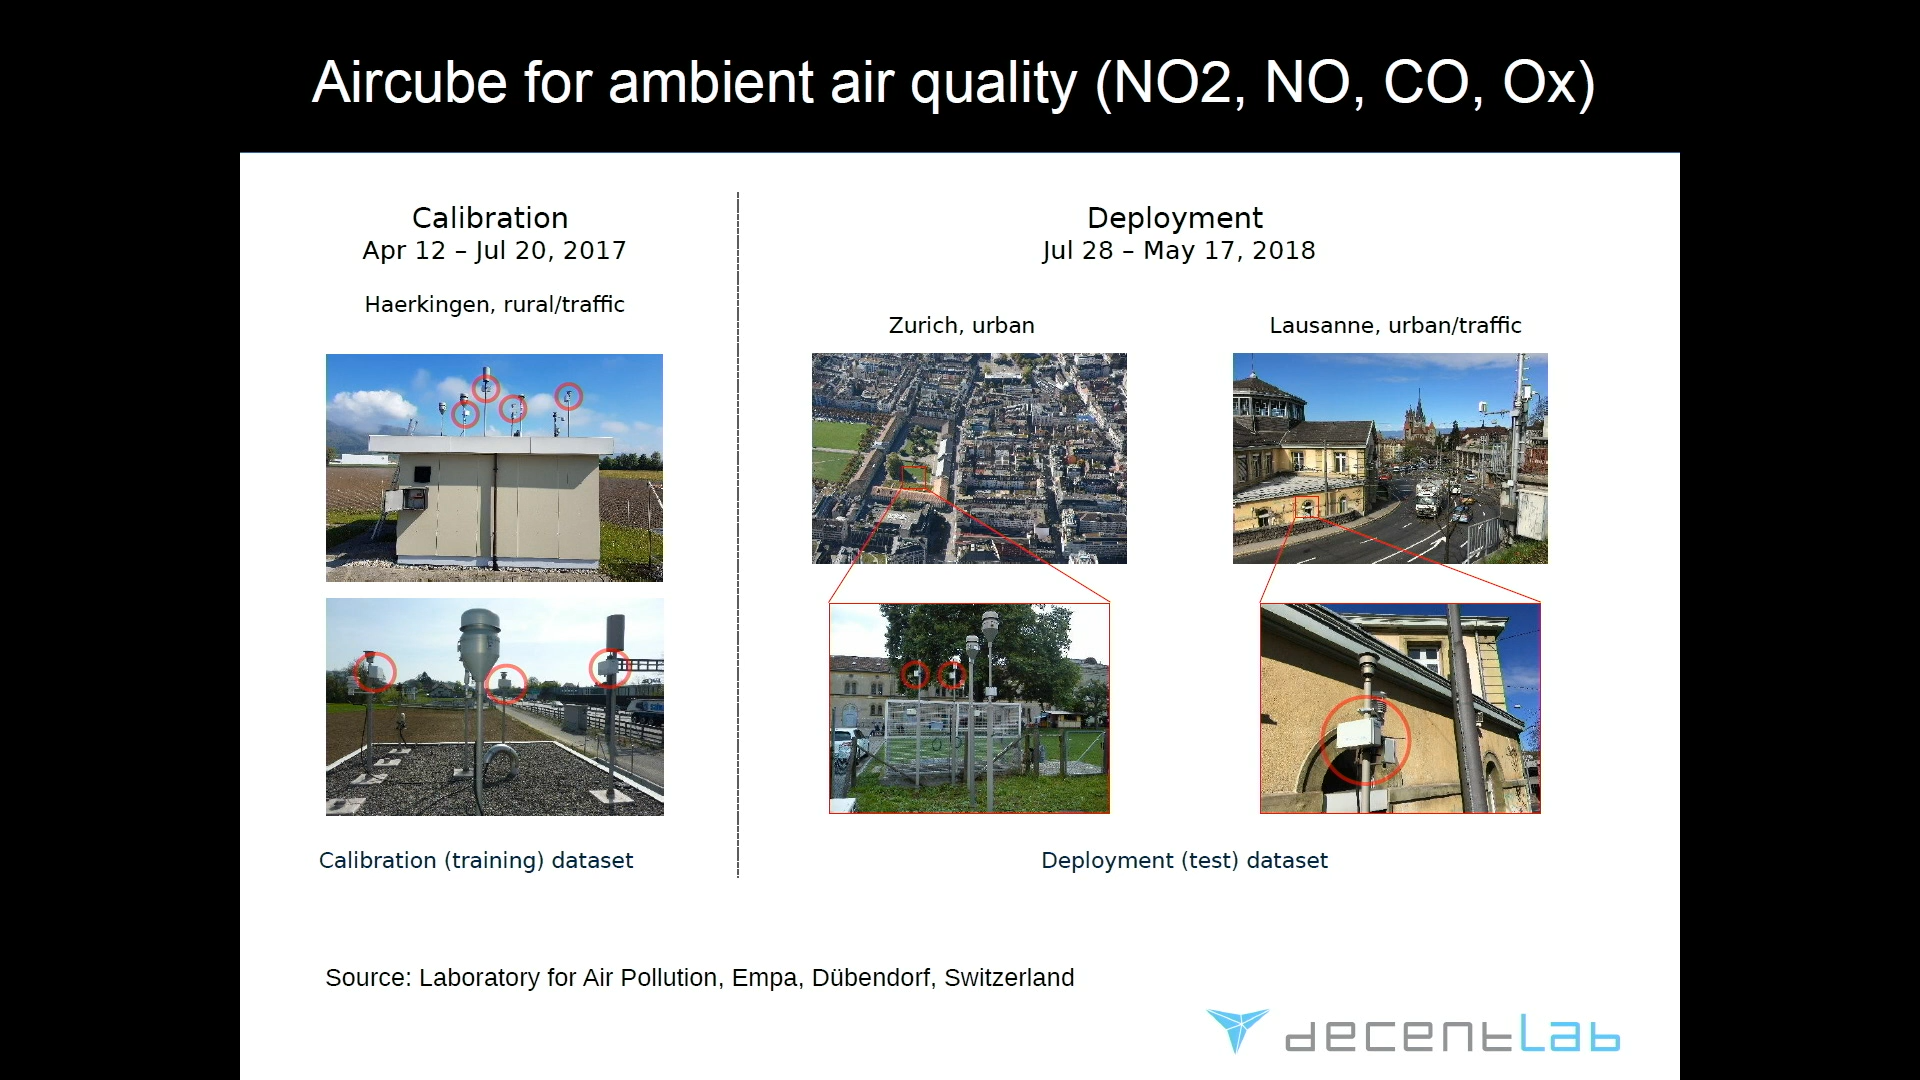 Aircube for ambient air quality (NO2, NO, CO, Ox)
Calibration
Apr 12 – Jul 20, 2017
Haerkingen, rural/traffic
Calibration (training) dataset
Deployment
Jul 28 – May 17, 2018
Zurich, urban
Lausanne, urban/traffic
Deployment (test) dataset
Source: Laboratory for Air Pollution, Empa, Dübendorf, Switzerland
decentlab